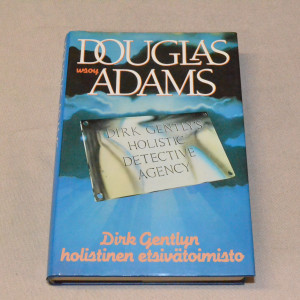 DOUGLAS
wsoy
ADAMS
DIRK GENTLY'S
HOLISTIC
DETECTIVE
AGENCY
Dirk Gentlyn
holistinen etsivätoimisto